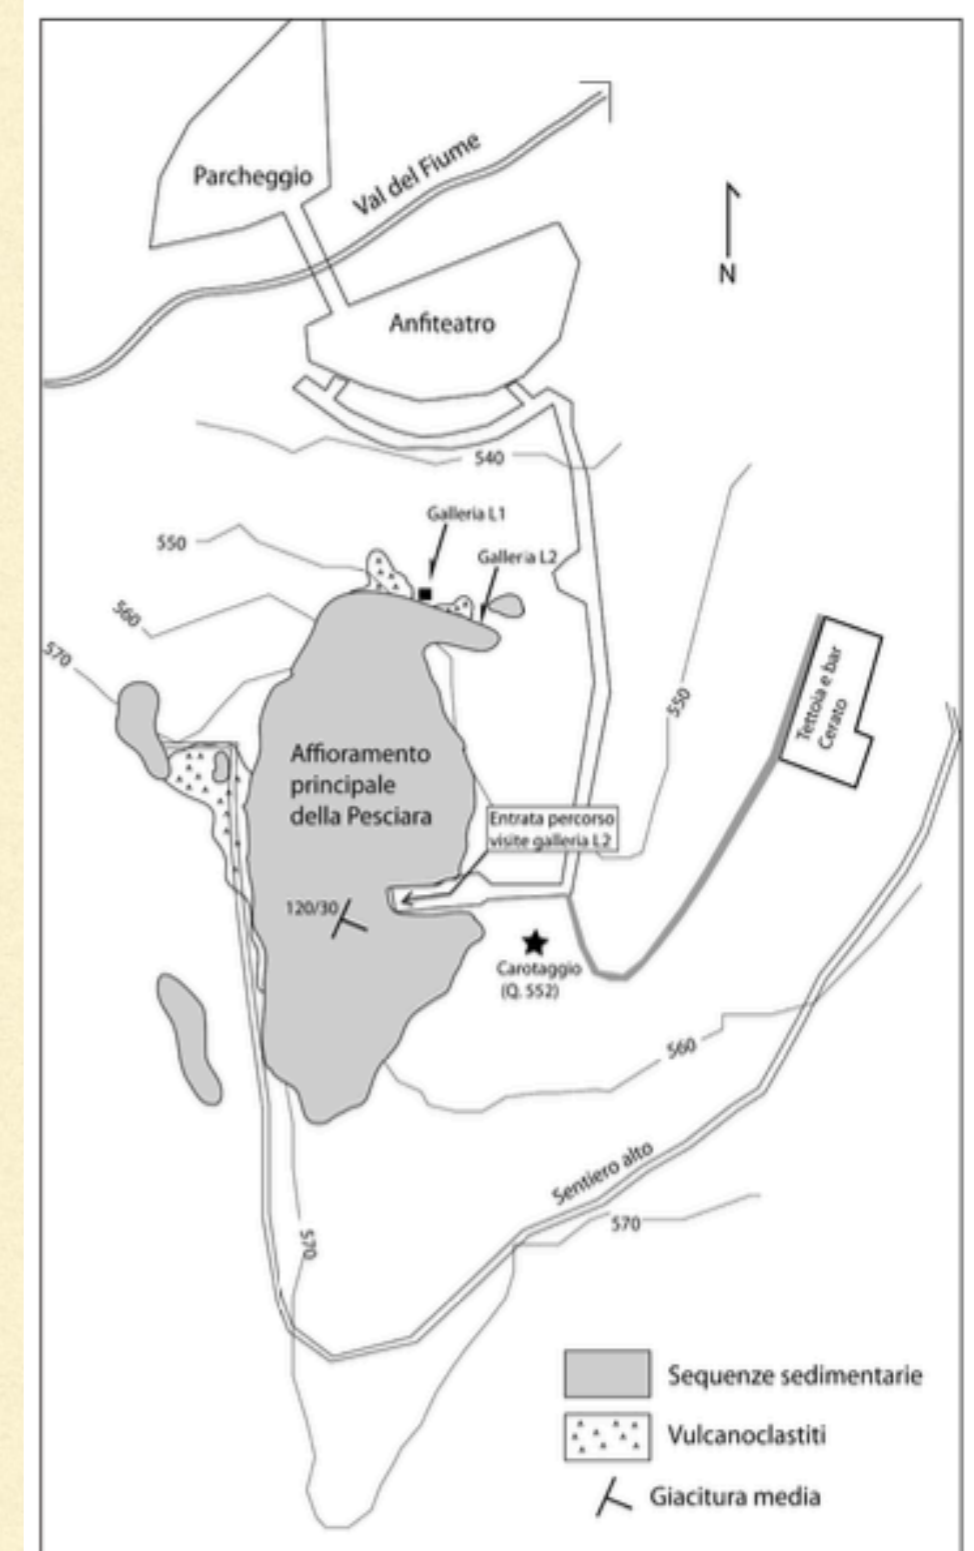 Parcheggio
Val del Fiume
N
Anfiteatro
540
Galleria L1
550
Galleria L2
560
570
550
Tettoia e bar
Cerato
Affioramento
principale
della Pesciara
Entrata percorso
visite galleria L2
120/30
Carotaggio
(Q. 552)
560
Sentiero alto
570
570
Sequenze sedimentarie
Vulcanoclastiti
Giacitura media